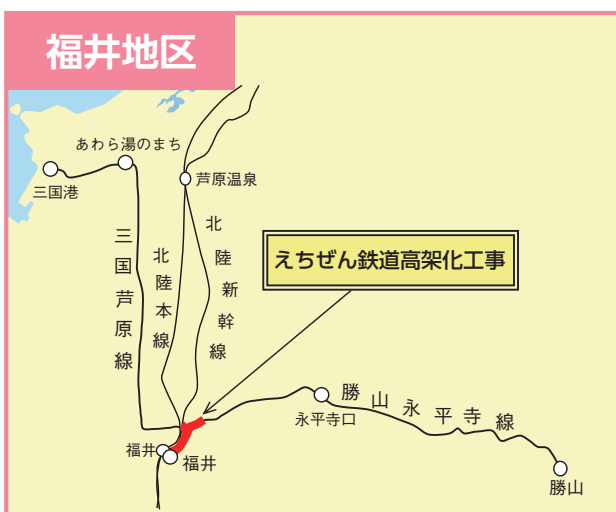 福井地区
あわら湯のまち
三国港
芦原温泉
三国芦原線
北陸本線
北陸新幹線
えちぜん鉄道高架化工事
永平寺口
勝山永平寺線
福井
福井
勝山